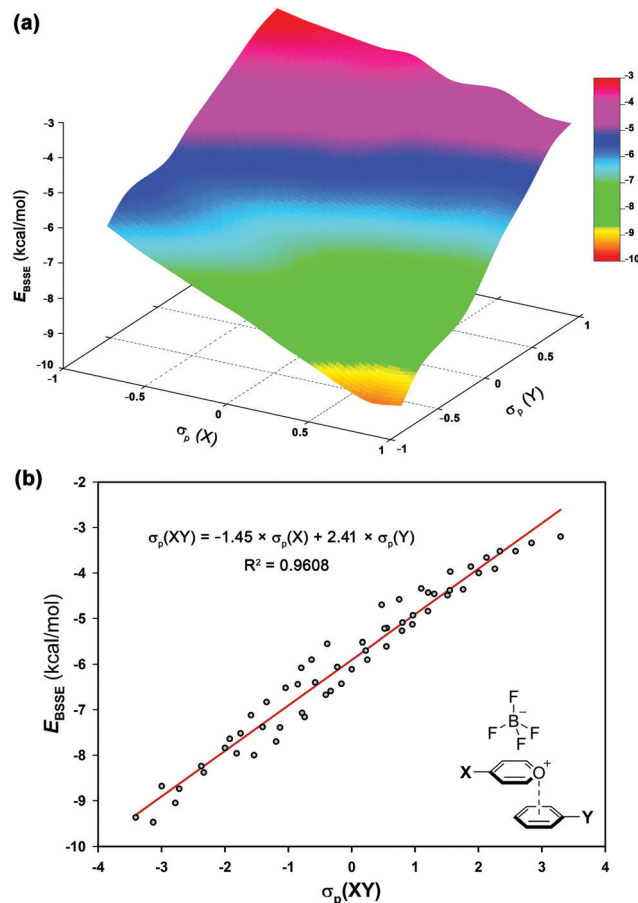 (a)
-3
-4
-5
-6
-7
-8
-9
-10
E_BSSE (kcal/mol)
-1
-0.5
0
0.5
1
σ_p (X)
-1
-0.5
0
0.5
1
σ_p (Y)
-3
-4
-5
-6
-7
-8
-9
-10
(b)
-2
-3
-4
-5
-6
-7
-8
-9
-10
E_BSSE (kcal/mol)
σ_p(XY) = -1.45 × σ_p(X) + 2.41 × σ_p(Y)
R² = 0.9608
F
B−
F
F
F
X
O+
Y
-4
-3
-2
-1
0
1
2
3
4
σ_p(XY)